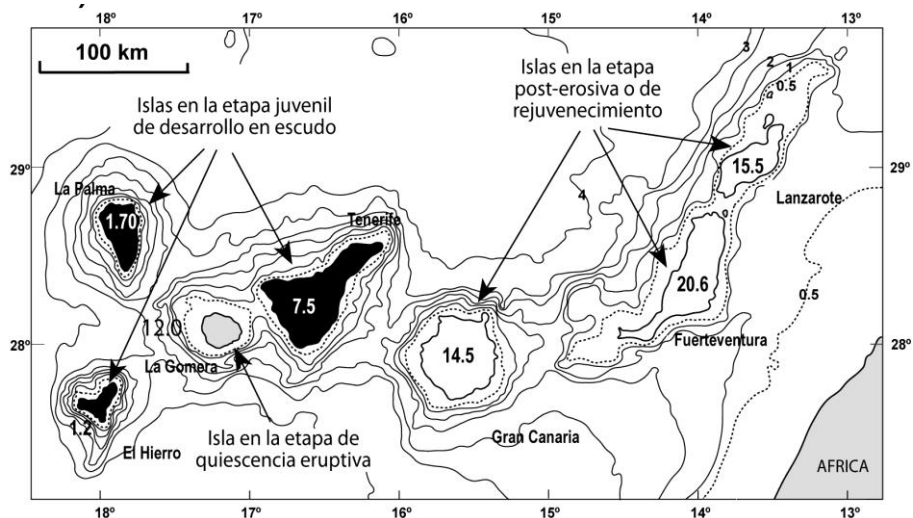 18º 17º 16º 15º 14º 13º
100 km
Islas en la etapa juvenil
de desarrollo en escudo
Islas en la etapa
post-erosiva o de
rejuvenecimiento
3
2
1
0.5
29º
29º
4
15.5
La Palma
Lanzarote
1.70
Tenerife
7.5
20.6
0.5
12.0
Fuerteventura
28º
28º
14.5
La Gomera
1.2
El Hierro
Isla en la etapa de
quiescencia eruptiva
Gran Canaria
AFRICA
18º 17º 16º 15º 14º 13º